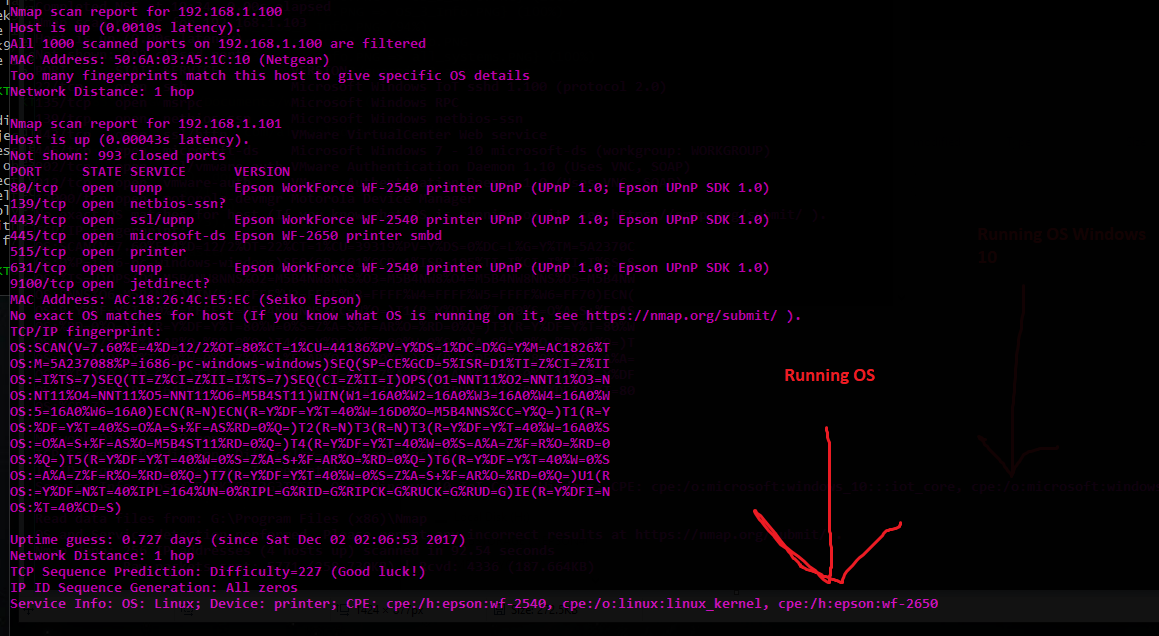 Nmap scan report for 192.168.1.100
Host is up (0.0010s latency).
All 1000 scanned ports on 192.168.1.100 are filtered
MAC Address: 50:6A:03:A5:1C:10 (Netgear)
Too many fingerprints match this host to give specific OS details
Network Distance: 1 hop
Nmap scan report for 192.168.1.101
Host is up (0.00043s latency).
Not shown: 993 closed ports
PORT STATE SERVICE VERSION
80/tcp open upnp Epson WorkForce WF-2540 printer UPnP (UPnP 1.0; Epson UPnP SDK 1.0)
139/tcp open netbios-ssn?
443/tcp open ssl/upnp Epson WorkForce WF-2540 printer UPnP (UPnP 1.0; Epson UPnP SDK 1.0)
445/tcp open microsoft-ds Epson WF-2650 printer smbd
515/tcp open printer
631/tcp open upnp Epson WorkForce WF-2540 printer UPnP (UPnP 1.0; Epson UPnP SDK 1.0)
9100/tcp open jetdirect?
MAC Address: AC:18:26:4C:E5:EC (Seiko Epson)
No exact OS matches for host (If you know what OS is running on it, see https://nmap.org/submit/ ).
TCP/IP fingerprint:
OS:SCAN(V=7.60%E=4%D=12/2%OT=80%CT=1%CU=44186%PV=Y%DS=1%DC=D%G=Y%M=AC1826%T
OS:M=5A237088%P=i686-pc-windows-windows)SEQ(SP=CE%GCD=5%ISR=D1%TI=Z%CI=Z%II
OS:=I%TS=7)SEQ(TI=Z%CI=Z%II=I%TS=7)SEQ(CI=Z%II=I)OPS(O1=NNT11%O2=NNT11%O3=N
OS:NT11%O4=NNT11%O5=NNT11%O6=M5B4ST11)WIN(W1=16A0%W2=16A0%W3=16A0%W4=16A0%W
OS:5=16A0%W6=16A0)ECN(R=N)ECN(R=Y%DF=Y%T=40%W=16D0%O=M5B4NNS%CC=Y%Q=)T1(R=Y
OS:%DF=Y%T=40%S=O%A=S+%F=AS%RD=0%Q=)T2(R=N)T3(R=N)T3(R=Y%DF=Y%T=40%W=16A0%S
OS:=O%A=S+%F=AS%O=M5B4ST11%RD=0%Q=)T4(R=Y%DF=Y%T=40%W=0%S=A%A=Z%F=R%O=%RD=0
OS:%Q=)T5(R=Y%DF=Y%T=40%W=0%S=Z%A=S+%F=AR%O=%RD=0%Q=)T6(R=Y%DF=Y%T=40%W=0%S
OS:=A%A=Z%F=R%O=%RD=0%Q=)T7(R=Y%DF=Y%T=40%W=0%S=Z%A=S+%F=AR%O=%RD=0%Q=)U1(R
OS:=Y%DF=N%T=40%IPL=164%UN=0%RIPL=G%RID=G%RIPCK=G%RUCK=G%RUD=G)IE(R=Y%DFI=N
OS:%T=40%CD=S)
Uptime guess: 0.727 days (since Sat Dec 02 02:06:53 2017)
Network Distance: 1 hop
TCP Sequence Prediction: Difficulty=227 (Good luck!)
IP ID Sequence Generation: All zeros
Service Info: OS: Linux; Device: printer; CPE: cpe:/h:epson:wf-2540, cpe:/o:linux:linux_kernel, cpe:/h:epson:wf-2650
Running OS
Running OS Windows
10